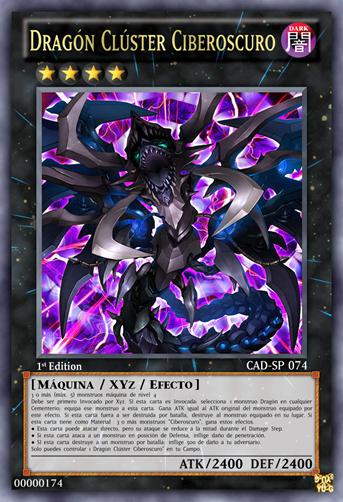 Dragón Clúster Ciberoscuro
DARK
闇
1st Edition
CAD-SP 074
[Máquina / XYz / Efecto]
3 o más (máx. 5) monstruos máquina de nivel 4
Debe ser primero Invocado por Xyz. Si esta carta es Invocada: selecciona 1 monstruo Dragón en cualquier
Cementerio; equipa ese monstruo a esta carta. Gana ATK igual al ATK original del monstruo equipado por
este efecto. Si esta carta fuera a ser destruida por batalla, destruye al monstruo equipado en su lugar. Si
esta carta tiene como Material 3 o más monstruos "Ciberoscuro", gana estos efectos.
• Esta carta puede atacar directo, pero su ataque se reduce a la mitad durante el Damage Step.
• Si esta carta ataca a un monstruo en posición de Defensa, inflige daño de penetración.
• Si esta carta destruye a un monstruo por batalla: inflige 500 de daño a tu adversario.
Solo puedes controlar 1 Dragón Clúster Ciberoscuro" en tu Campo.
ATK/2400 DEF/2400
00000174